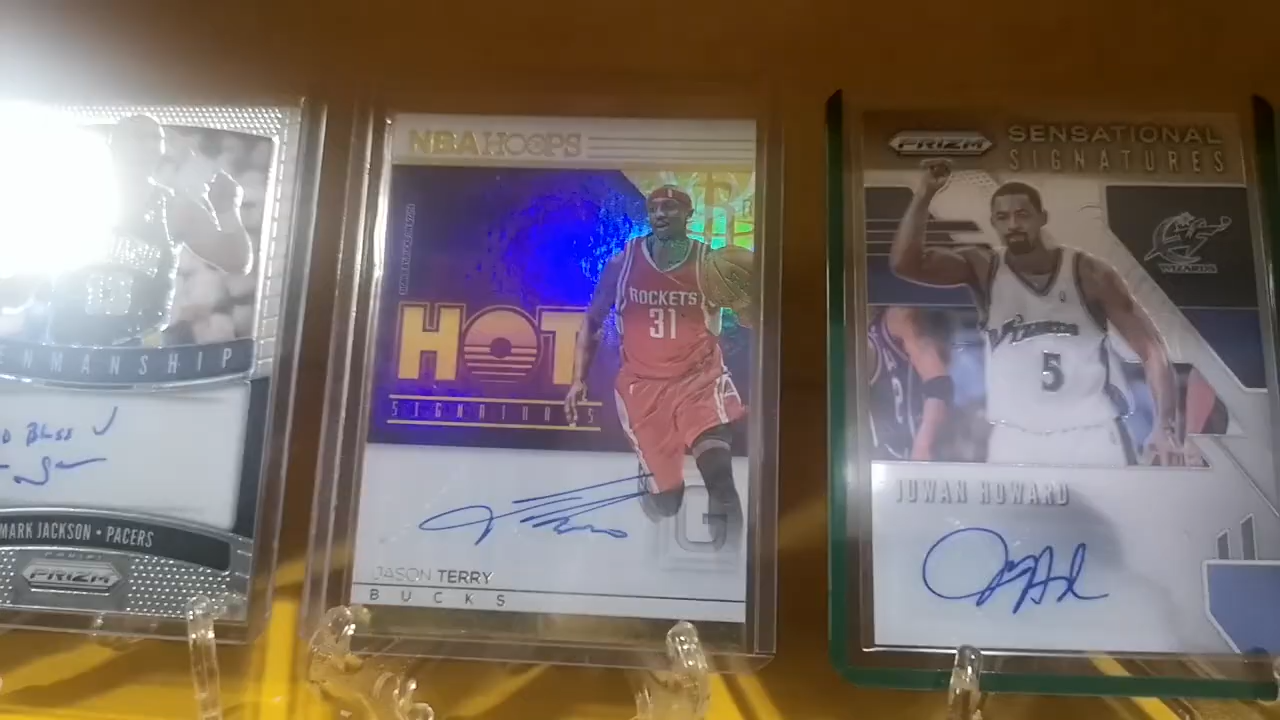 ENMANSHIP
MARK JACKSON • PACERS
PANINI
PRIZM
NBA HOOPS
HOT
SIGNATURES
ROCKETS
31
G
JASON TERRY
BUCKS
PRIZM
SENSATIONAL
SIGNATURES
WIZARDS
5
JUWAN HOWARD